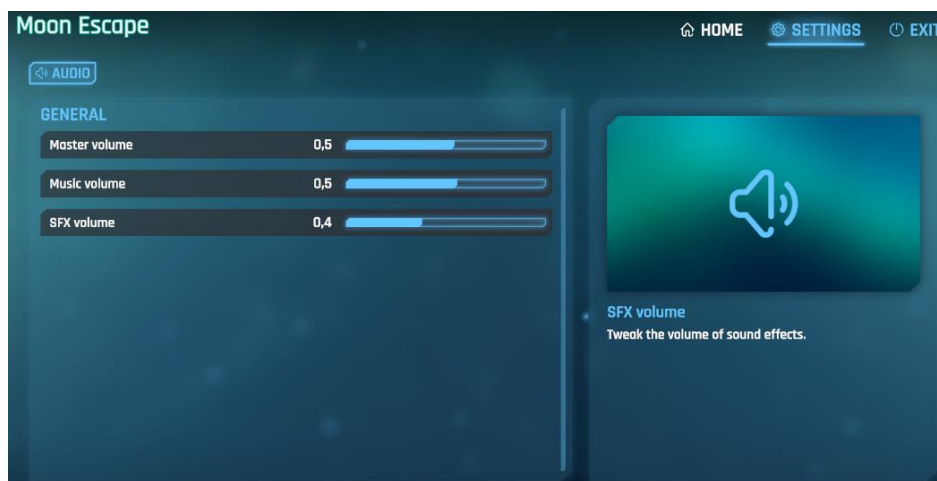 Moon Escape
HOME SETTINGS EXIT
AUDIO
GENERAL
Master volume 0,5
Music volume 0,5
SFX volume 0,4
SFX volume
Tweak the volume of sound effects.